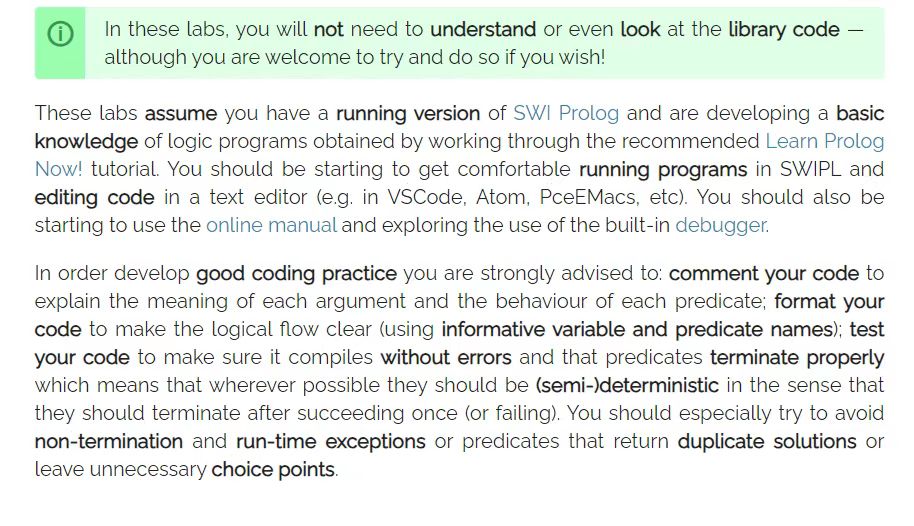 In these labs, you will not need to understand or even look at the library code —
although you are welcome to try and do so if you wish!
These labs assume you have a running version of SWI Prolog and are developing a basic
knowledge of logic programs obtained by working through the recommended Learn Prolog
Now! tutorial. You should be starting to get comfortable running programs in SWIPL and
editing code in a text editor (e.g. in VSCode, Atom, PceEMacs, etc). You should also be
starting to use the online manual and exploring the use of the built-in debugger.
In order develop good coding practice you are strongly advised to: comment your code to
explain the meaning of each argument and the behaviour of each predicate; format your
code to make the logical flow clear (using informative variable and predicate names); test
your code to make sure it compiles without errors and that predicates terminate properly
which means that wherever possible they should be (semi-)deterministic in the sense that
they should terminate after succeeding once (or failing). You should especially try to avoid
non-termination and run-time exceptions or predicates that return duplicate solutions or
leave unnecessary choice points.